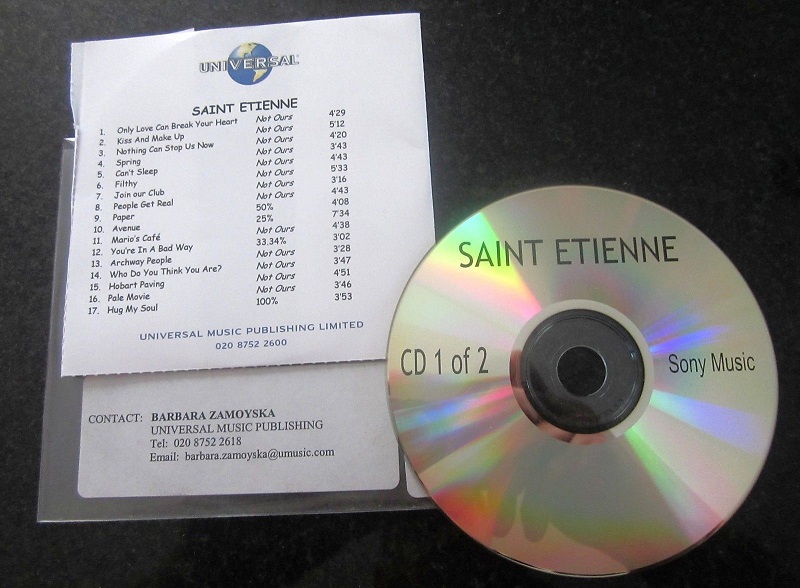 UNIVERSAL
SAINT ETIENNE
1. Only Love Can Break Your Heart Not Ours 4'29
2. Kiss And Make Up Not Ours 5'12
3. Nothing Can Stop Us Now Not Ours 4'20
4. Spring Not Ours 3'43
5. Can't Sleep Not Ours 4'43
6. Filthy Not Ours 5'33
7. Join our Club Not Ours 3'16
8. People Get Real Not Ours 4'43
9. Paper 50% 4'08
10. Avenue 25% 7'34
11. Mario's Café Not Ours 4'38
12. You're In A Bad Way 33.34% 3'02
13. Archway People Not Ours 3'28
14. Who Do You Think You Are? Not Ours 3'47
15. Hobart Paving Not Ours 4'51
16. Pale Movie Not Ours 3'46
17. Hug My Soul 100% 3'53
UNIVERSAL MUSIC PUBLISHING LIMITED
020 8752 2600
CONTACT: BARBARA ZAMOYSKA
UNIVERSAL MUSIC PUBLISHING
Tel: 020 8752 2618
Email: barbara.zamoyska@umusic.com
SAINT ETIENNE
CD 1 of 2
Sony Music